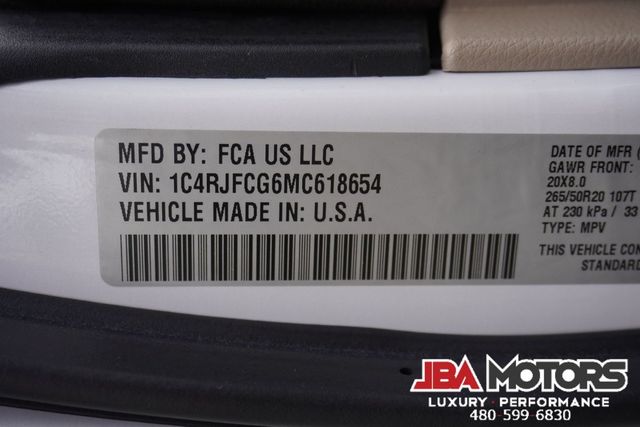 MFD BY: FCA US LLC
VIN: 1C4RJFCG6MC618654
VEHICLE MADE IN: U.S.A.
DATE OF MFR
GAWR FRONT:
20X8.0
265/50R20 107T
AT 230 kPa / 33
TYPE: MPV
THIS VEHICLE
STANDARD
JBA MOTORS
LUXURY - PERFORMANCE
480-599-6830